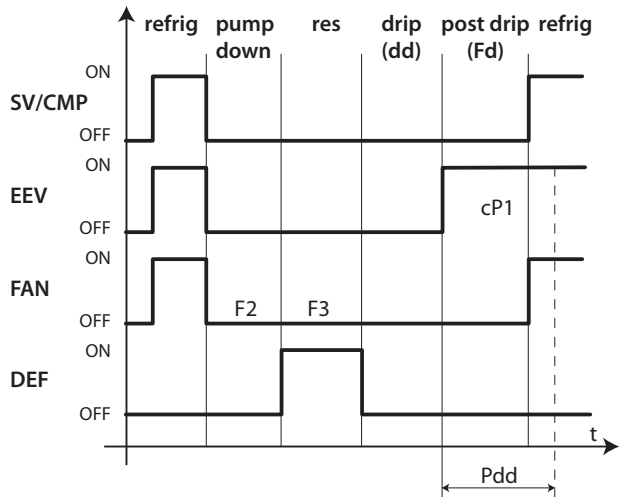 refrig pump down res drip (dd) post drip (Fd) refrig
ON
SV/CMP
OFF
ON
EEV
cP1
OFF
ON
FAN
F2 F3
OFF
ON
DEF
OFF
t
Pdd